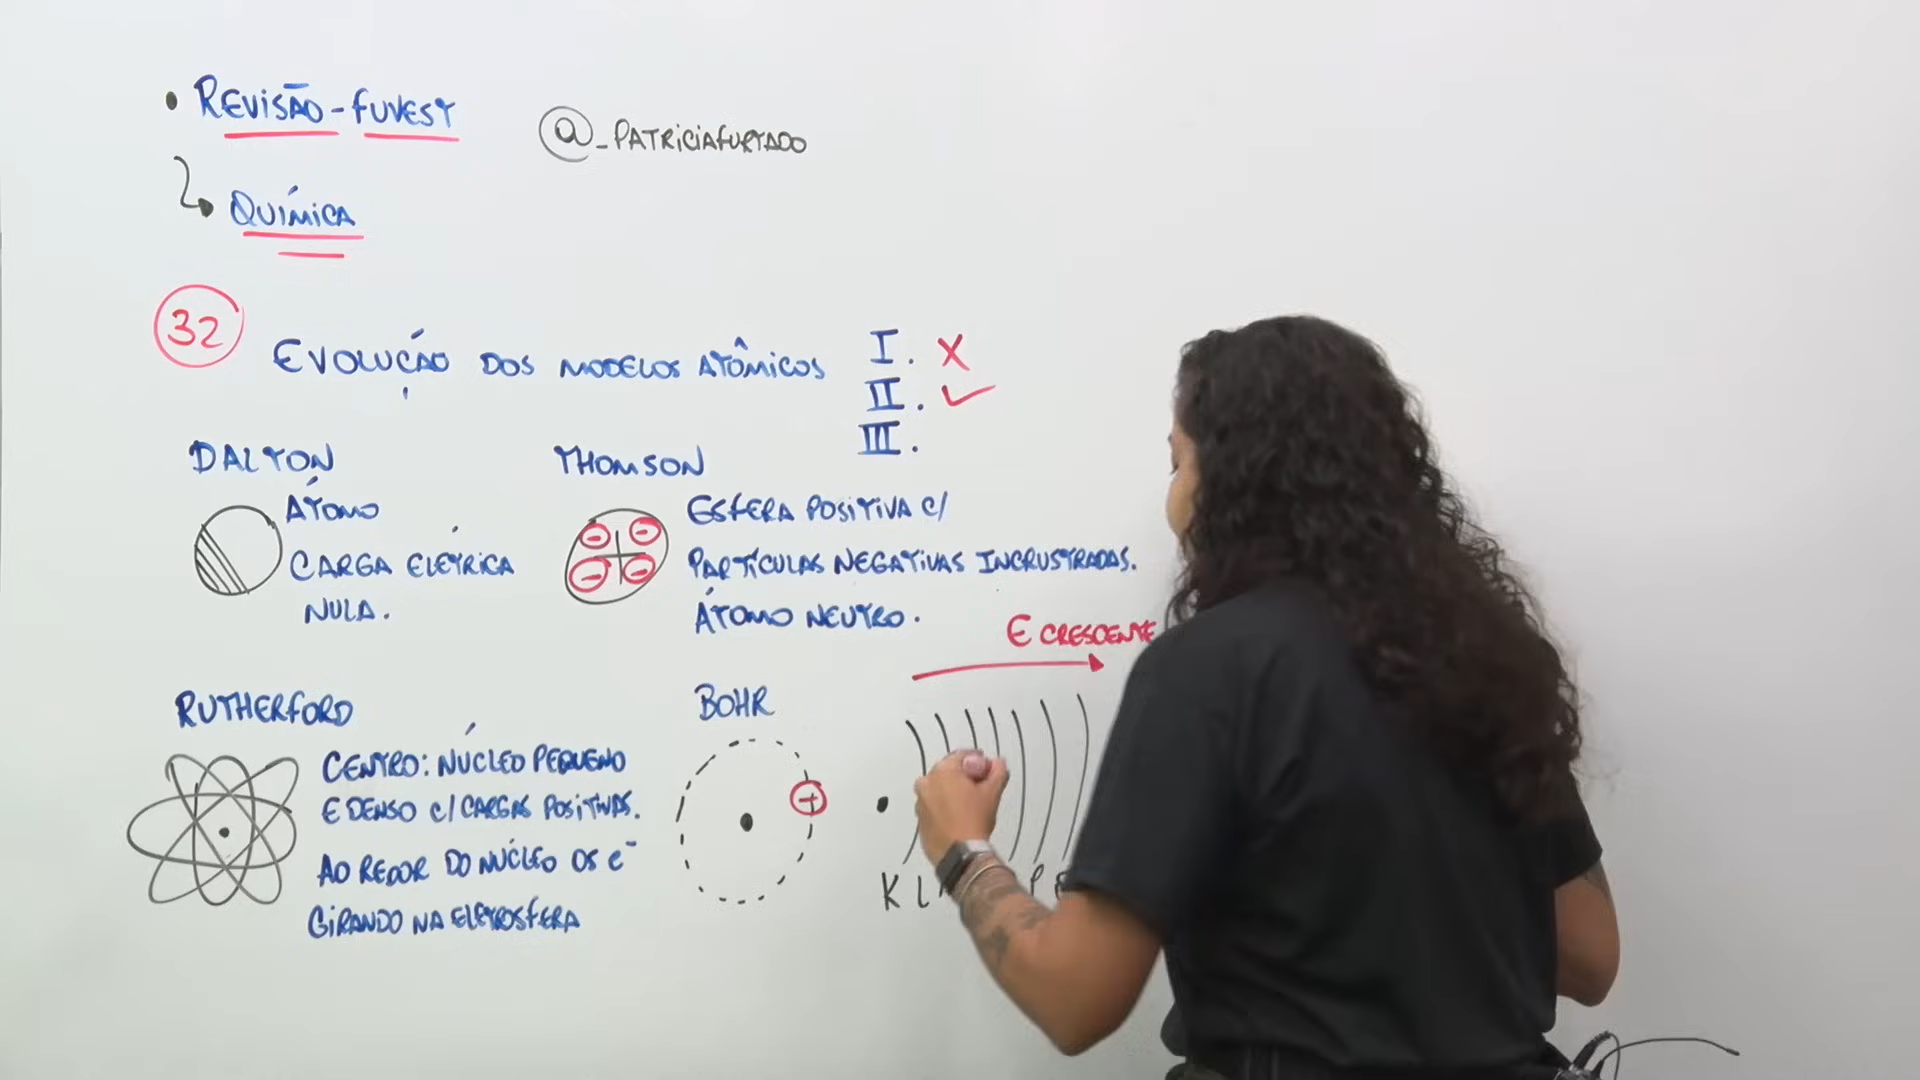 • REVISÃO - FUVEST
@_PATRICIAFURTADO
QUÍMICA
32
EVOLUÇÃO DOS MODELOS ATÔMICOS
I. X
II. ✓
III.
DALTON
ÁTOMO
CARGA ELÉTRICA
NULA.
THOMSON
+
- -
- -
ESFERA POSITIVA C/
PARTÍCULAS NEGATIVAS INCRUSTRADAS.
ÁTOMO NEUTRO.
RUTHERFORD
CENTRO: NÚCLEO PEQUENO
E DENSO C/ CARGAS POSITIVAS.
AO REDOR DO NÚCLEO OS e⁻
GIRANDO NA ELETROSFERA
BOHR
E CRESCENTE
K L P